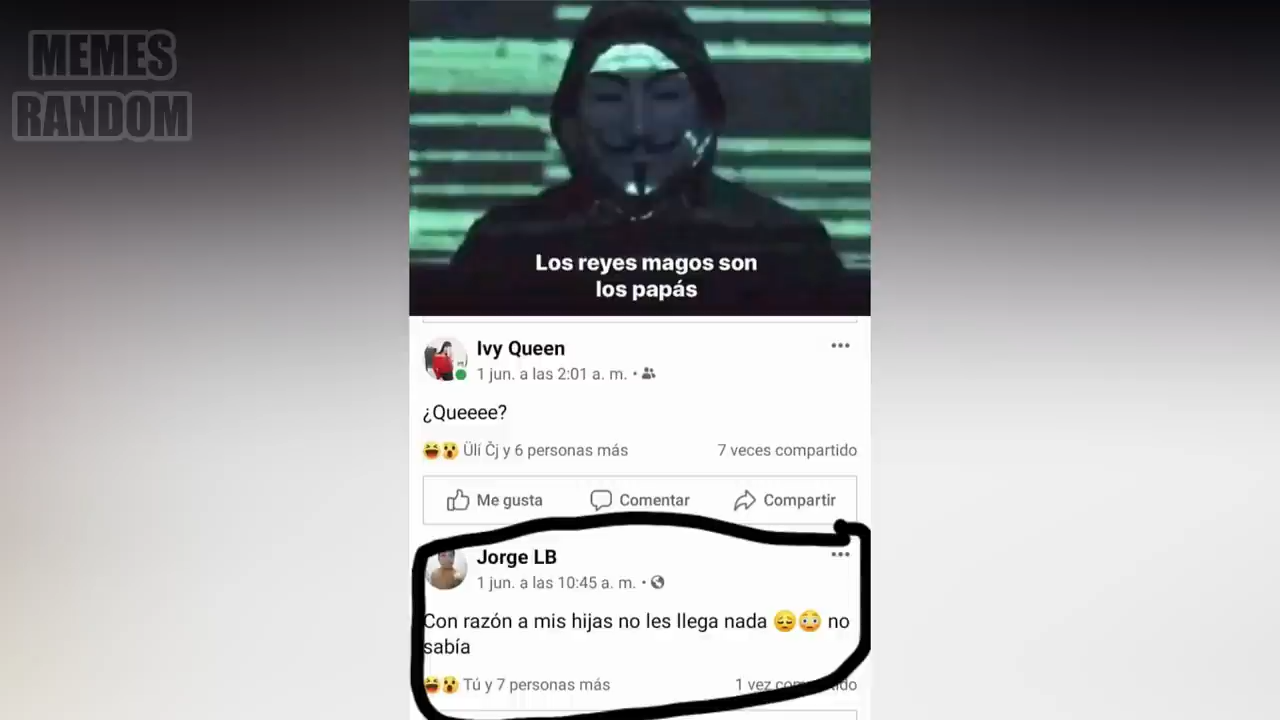 MEMES
RANDOM
Los reyes magos son
los papás
Ivy Queen
1 jun. a las 2:01 a. m. •
¿Queeee?
Ülí Čj y 6 personas más 7 veces compartido
Me gusta Comentar Compartir
Jorge LB
1 jun. a las 10:45 a. m. •
Con razón a mis hijas no les llega nada 😔😳 no
sabía
Tú y 7 personas más 1 vez